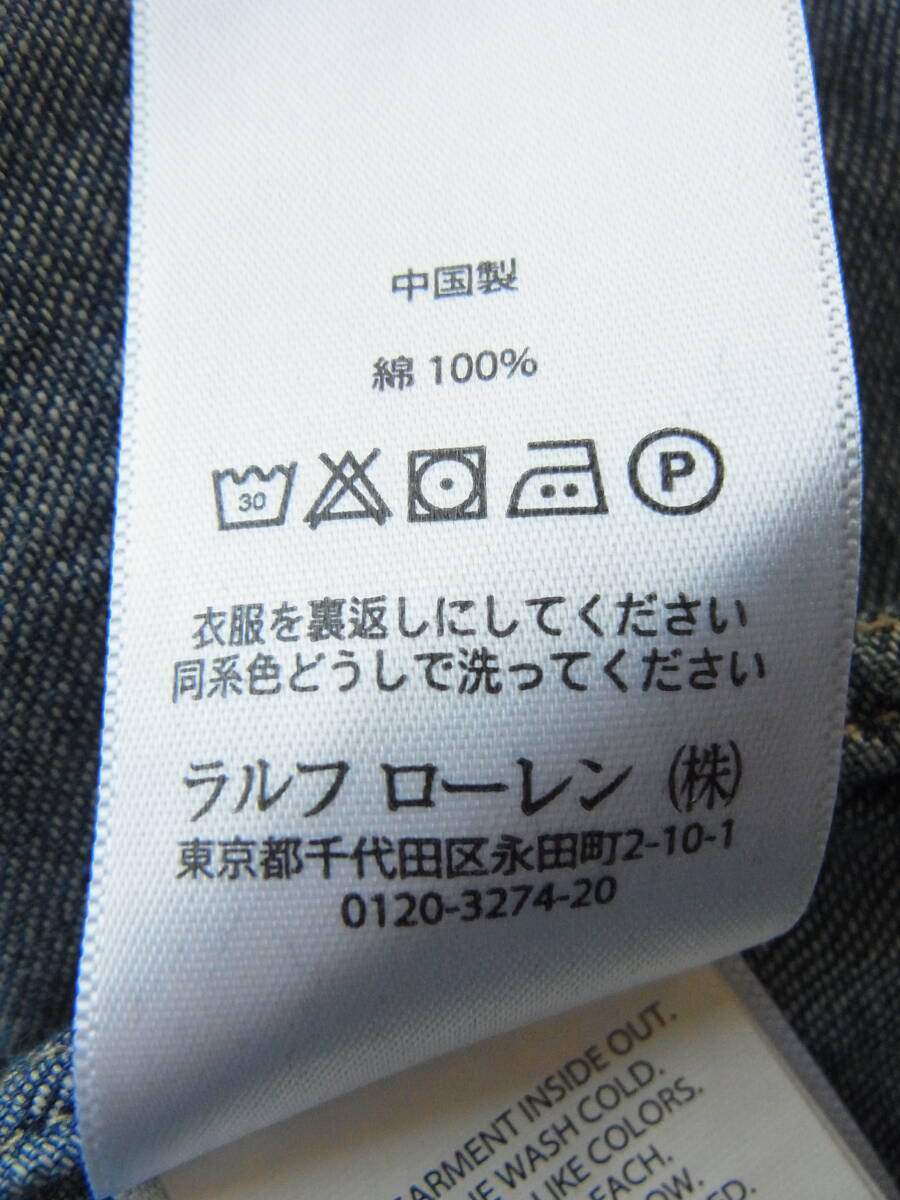 中国製
綿 100%
30
P
衣服を裏返しにしてください
同系色どうしで洗ってください
ラルフ ローレン (株)
東京都千代田区永田町2-10-1
0120-3274-20
GARMENT INSIDE OUT.
WASH COLD.
LIKE COLORS.